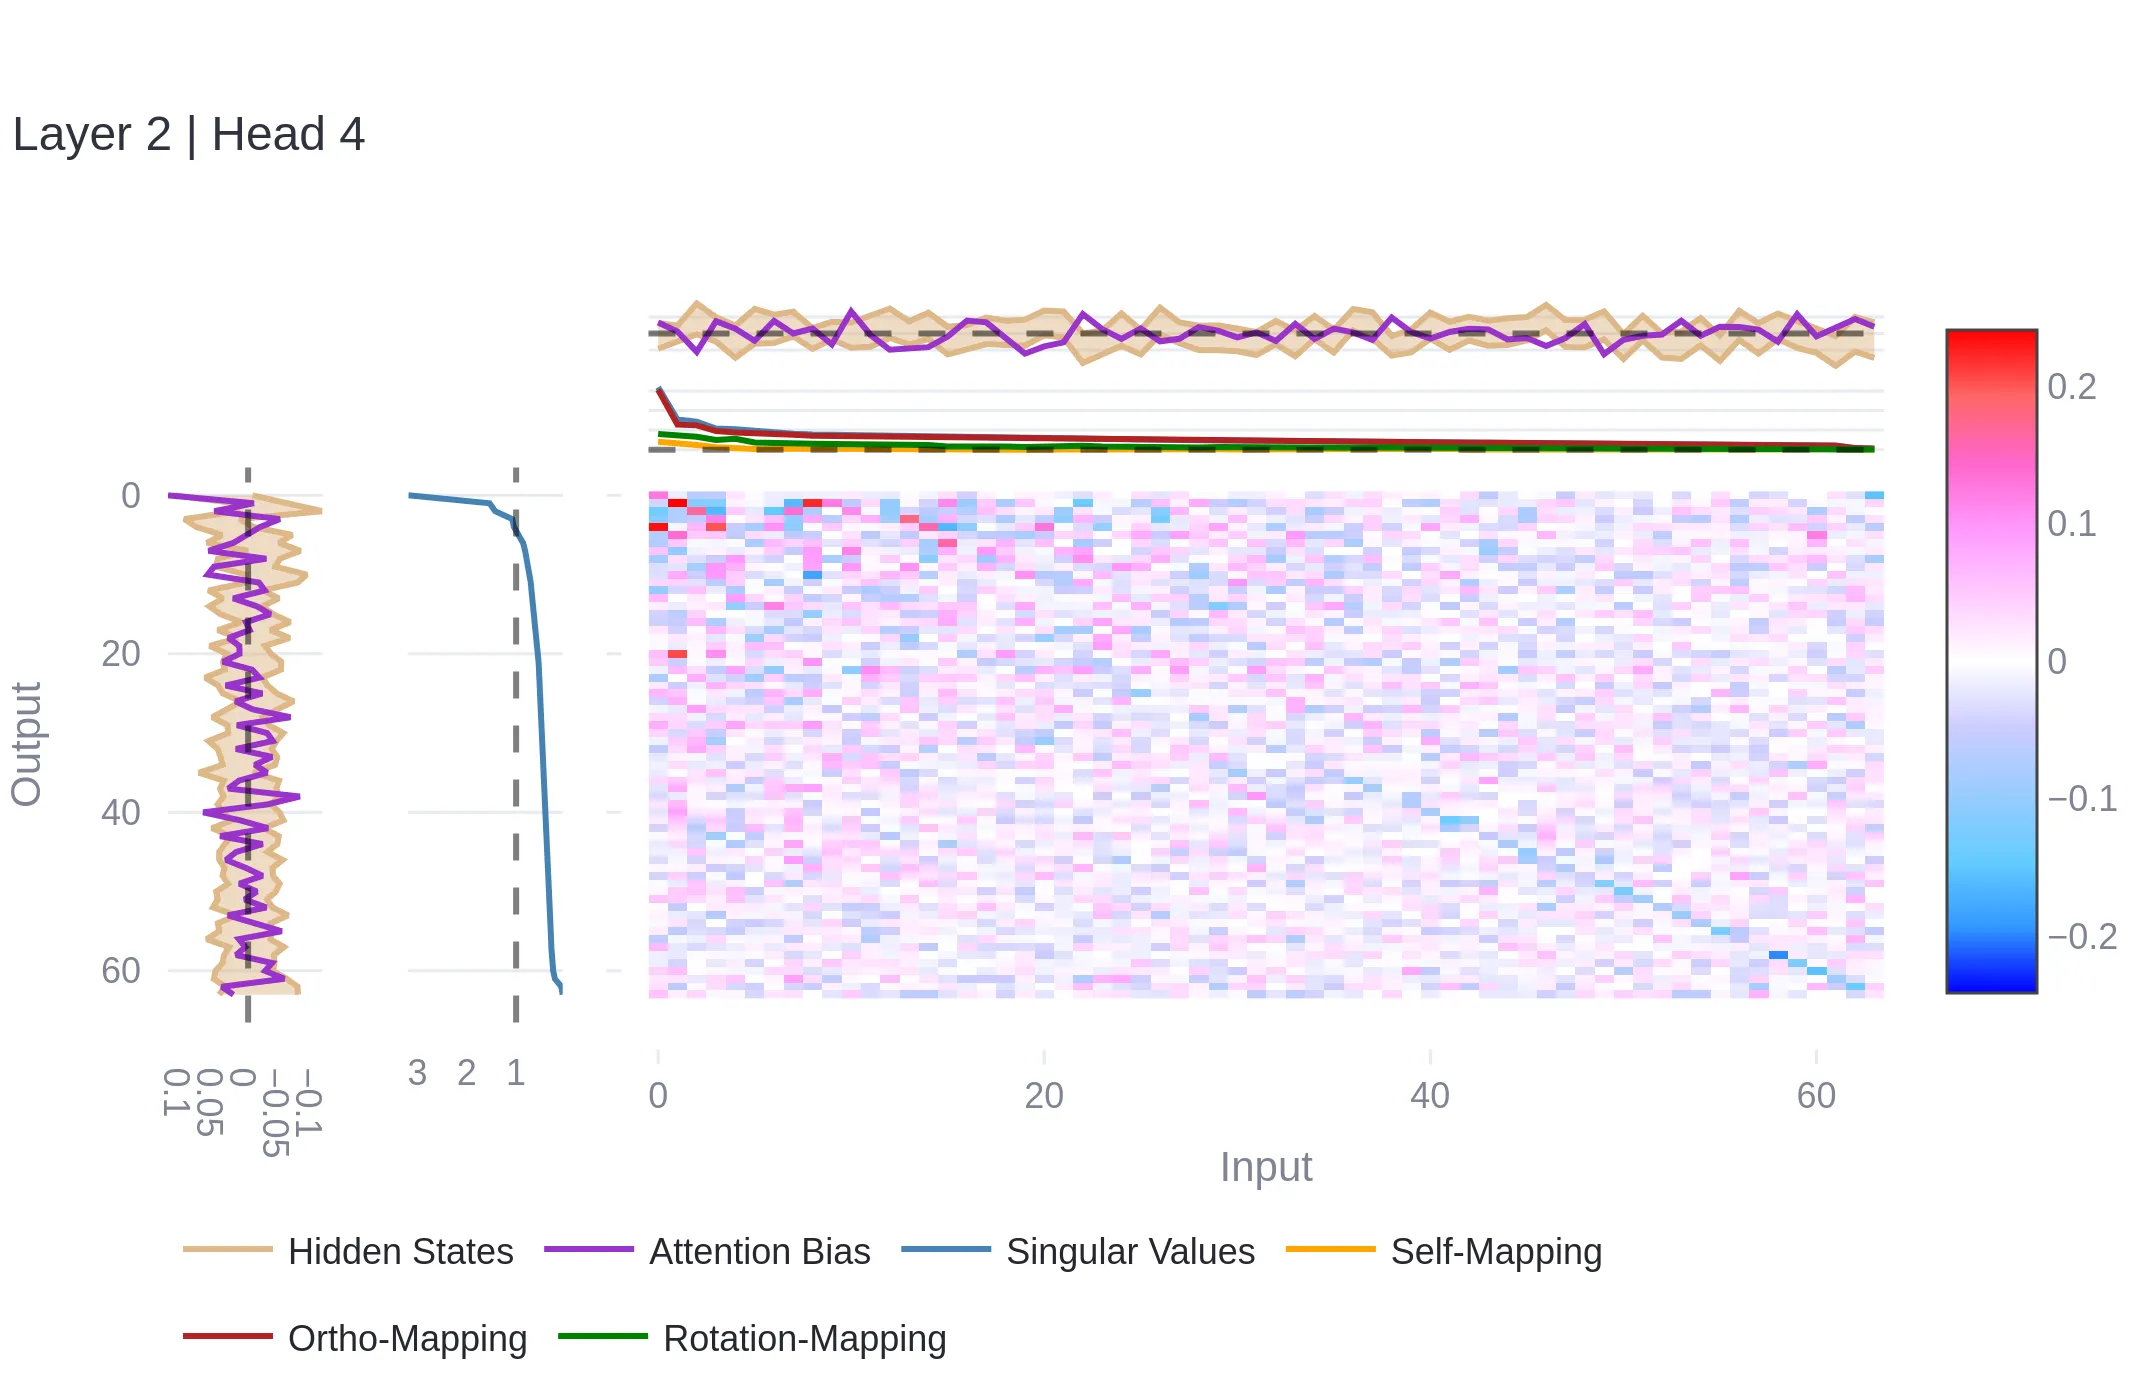 Layer 2 | Head 4
0
20
40
60
Output
0.1
0.05
0
−0.05
−0.1
3 2 1
0 20 40 60
Input
0.2
0.1
0
−0.1
−0.2
Hidden States Attention Bias Singular Values Self-Mapping
Ortho-Mapping Rotation-Mapping